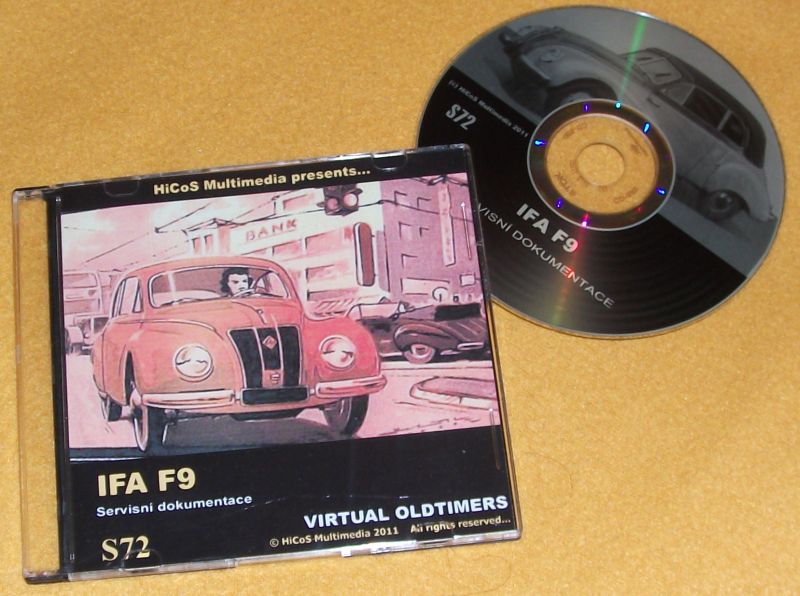 HiCoS Multimedia presents...
BANK
IFA F9
Servisni dokumentace
S72
VIRTUAL OLDTIMERS
© HiCoS Multimedia 2011 All rights reserved...
(c) HiCoS Multimedia 2011
S72
IFA F9
VISNÍ DOKUMENTACE